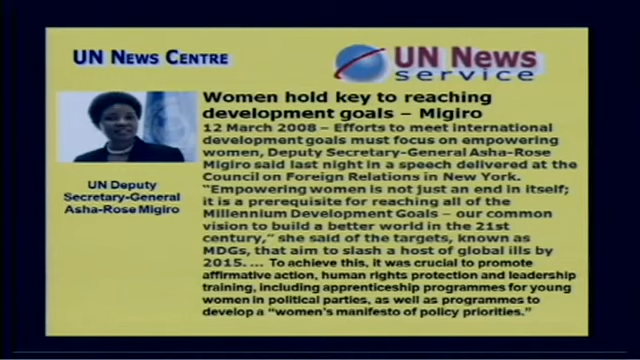 UN NEWS CENTRE
UN News
service
Women hold key to reaching
development goals – Migiro
12 March 2008 – Efforts to meet international
development goals must focus on empowering
women, Deputy Secretary-General Asha-Rose
Migiro said last night in a speech delivered at the
Council on Foreign Relations in New York.
"Empowering women is not just an end in itself;
it is a prerequisite for reaching all of the
Millennium Development Goals – our common
vision to build a better world in the 21st
century," she said of the targets, known as
MDGs, that aim to slash a host of global ills by
2015. ... To achieve this, it was crucial to promote
affirmative action, human rights protection and leadership
training, including apprenticeship programmes for young
women in political parties, as well as programmes to
develop a "women's manifesto of policy priorities."
UN Deputy
Secretary-General
Asha-Rose Migiro